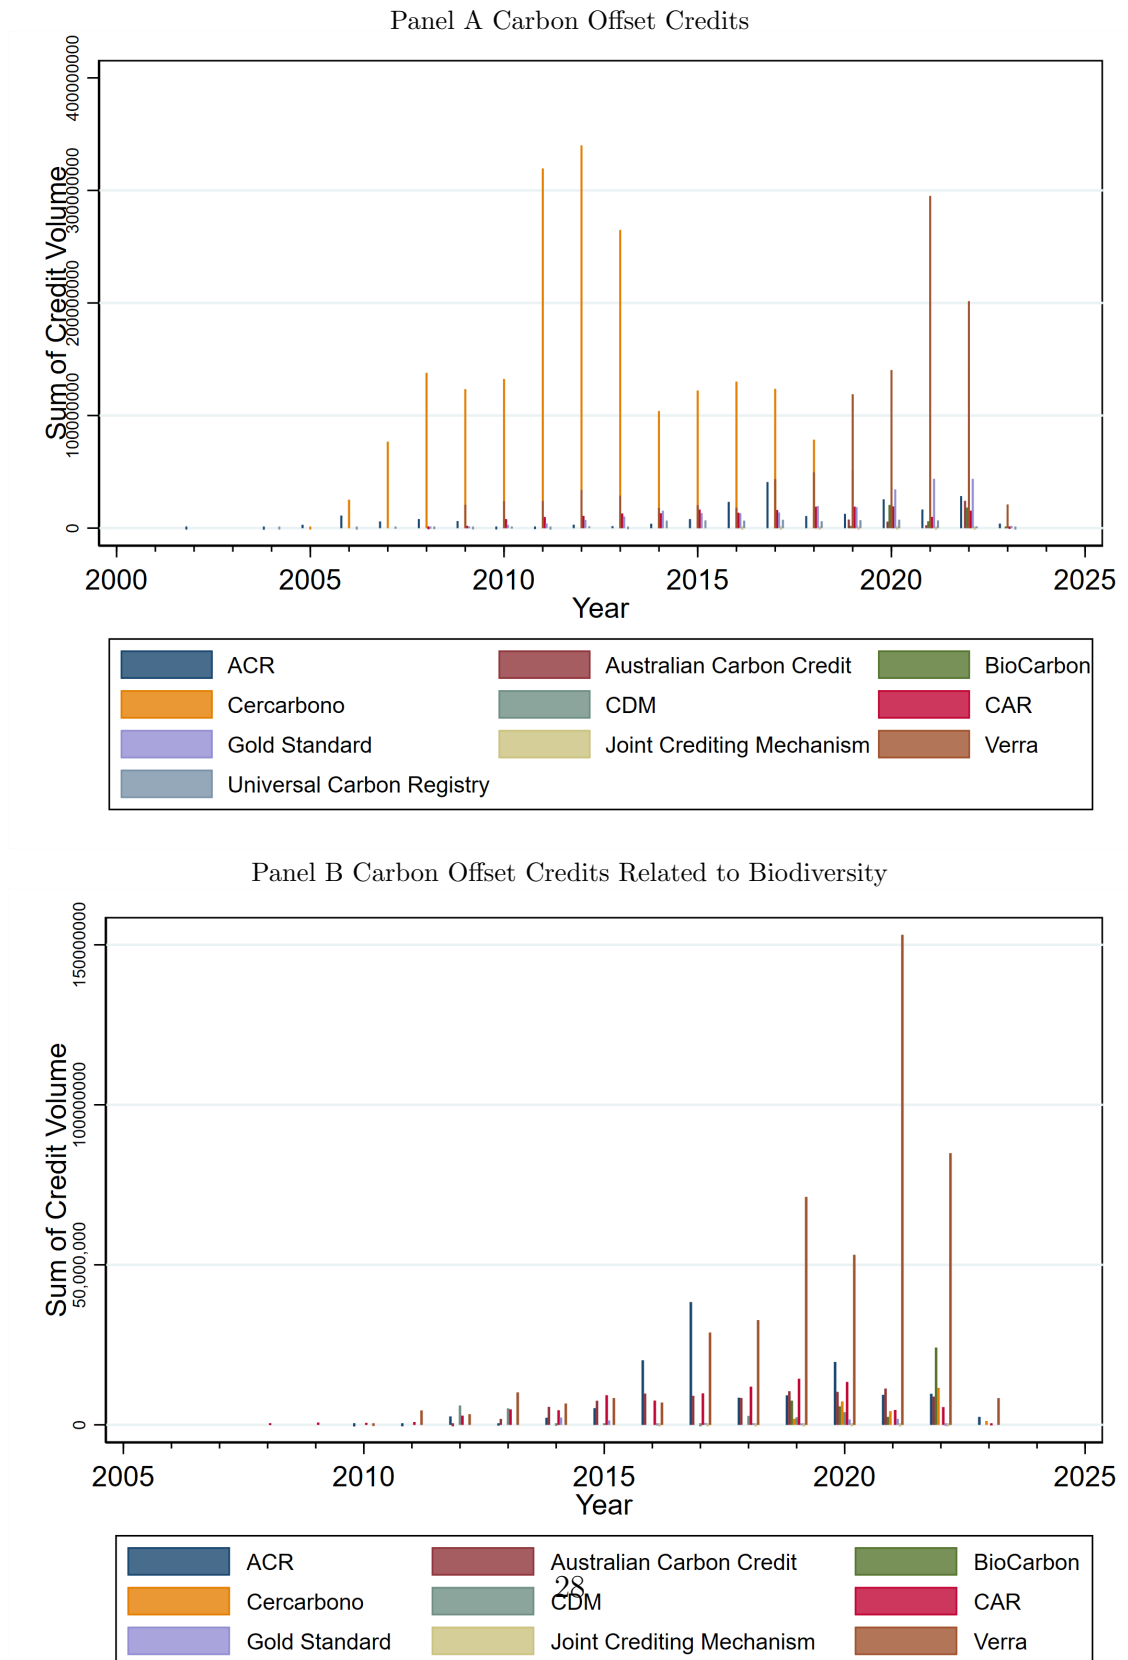 Panel A Carbon Offset Credits
Sum of Credit Volume
0
100000000
200000000
300000000
400000000
2000 2005 2010 2015 2020 2025
Year
ACR Australian Carbon Credit BioCarbon
Cercarbono CDM CAR
Gold Standard Joint Crediting Mechanism Verra
Universal Carbon Registry
Panel B Carbon Offset Credits Related to Biodiversity
Sum of Credit Volume
0
50,000,000
100000000
150000000
2005 2010 2015 2020 2025
Year
ACR Australian Carbon Credit BioCarbon
28
Cercarbono CDM CAR
Gold Standard Joint Crediting Mechanism Verra